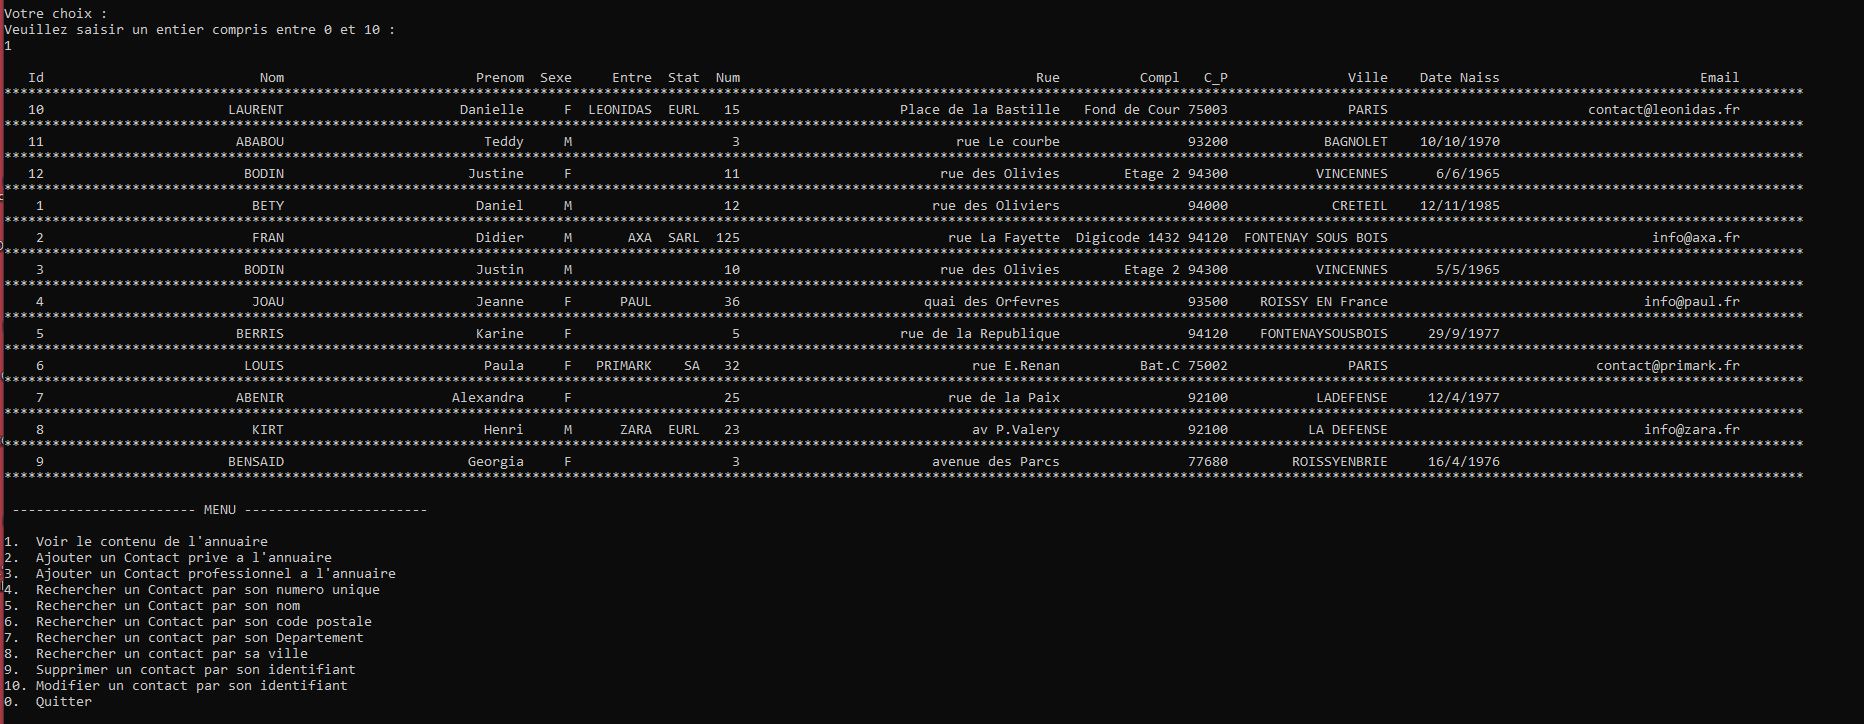 Votre choix :
Veuillez saisir un entier compris entre 0 et 10 :
1
Id Nom Prenom Sexe Entre Stat Num Rue Compl C_P Ville Date Naiss Email
*********************************************************************************************************************************************************************************************************************************
10 LAURENT Danielle F LEONIDAS EURL 15 Place de la Bastille Fond de Cour 75003 PARIS contact@leonidas.fr
*********************************************************************************************************************************************************************************************************************************
11 ABABOU Teddy M 3 rue Le courbe 93200 BAGNOLET 10/10/1970
*********************************************************************************************************************************************************************************************************************************
12 BODIN Justine F 11 rue des Olivies Etage 2 94300 VINCENNES 6/6/1965
*********************************************************************************************************************************************************************************************************************************
1 BETY Daniel M 12 rue des Oliviers 94000 CRETEIL 12/11/1985
*********************************************************************************************************************************************************************************************************************************
2 FRAN Didier M AXA SARL 125 rue La Fayette Digicode 1432 94120 FONTENAY SOUS BOIS info@axa.fr
*********************************************************************************************************************************************************************************************************************************
3 BODIN Justin M 10 rue des Olivies Etage 2 94300 VINCENNES 5/5/1965
*********************************************************************************************************************************************************************************************************************************
4 JOAU Jeanne F PAUL 36 quai des Orfevres 93500 ROISSY EN France info@paul.fr
*********************************************************************************************************************************************************************************************************************************
5 BERRIS Karine F 5 rue de la Republique 94120 FONTENAYSOUSBOIS 29/9/1977
*********************************************************************************************************************************************************************************************************************************
6 LOUIS Paula F PRIMARK SA 32 rue E.Renan Bat.C 75002 PARIS contact@primark.fr
*********************************************************************************************************************************************************************************************************************************
7 ABENIR Alexandra F 25 rue de la Paix 92100 LADEFENSE 12/4/1977
*********************************************************************************************************************************************************************************************************************************
8 KIRT Henri M ZARA EURL 23 av P.Valery 92100 LA DEFENSE info@zara.fr
*********************************************************************************************************************************************************************************************************************************
9 BENSAID Georgia F 3 avenue des Parcs 77680 ROISSYENBRIE 16/4/1976
*********************************************************************************************************************************************************************************************************************************
----------------------- MENU -----------------------
1. Voir le contenu de l'annuaire
2. Ajouter un Contact prive a l'annuaire
3. Ajouter un Contact professionnel a l'annuaire
4. Rechercher un Contact par son numero unique
5. Rechercher un Contact par son nom
6. Rechercher un Contact par son code postale
7. Rechercher un contact par son Departement
8. Rechercher un contact par sa ville
9. Supprimer un contact par son identifiant
10. Modifier un contact par son identifiant
0. Quitter